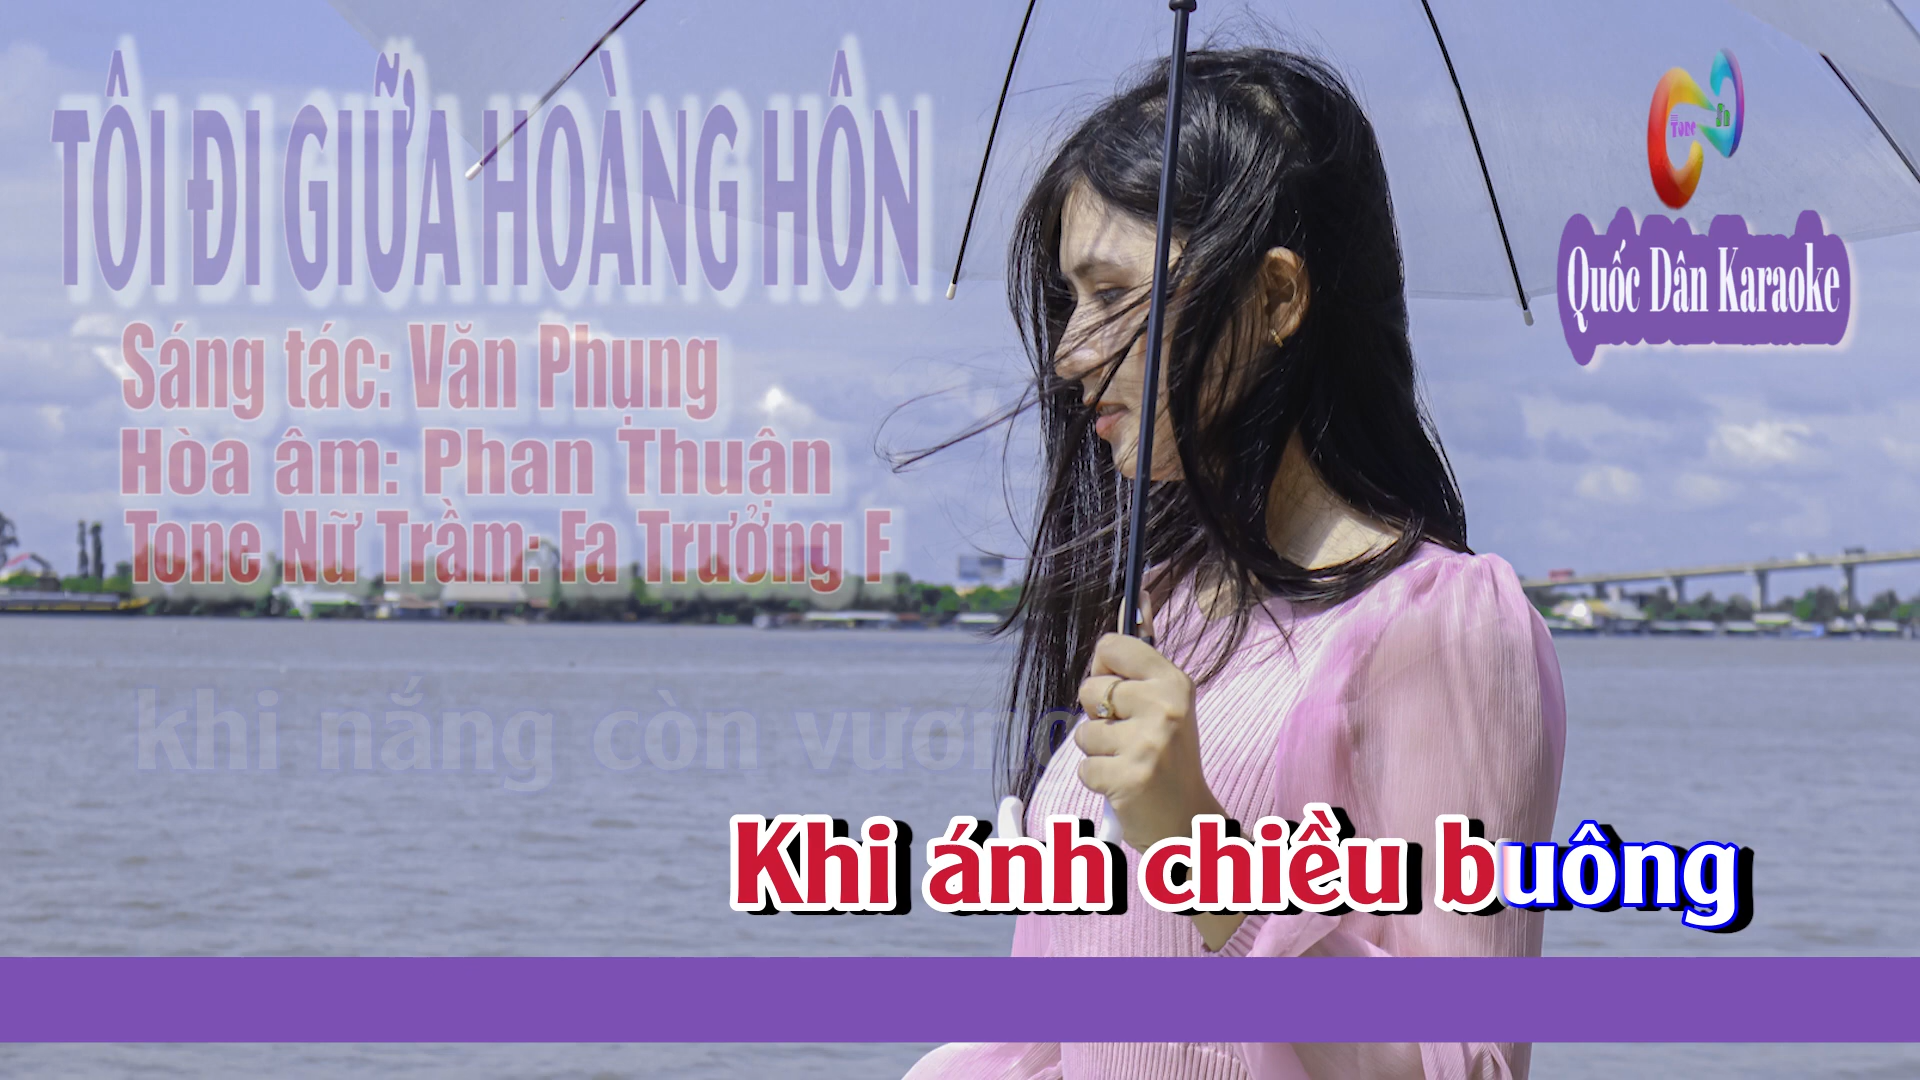 TÔI ĐI GIỮA HOÀNG HÔN
Sáng tác: Văn Phụng
Hòa âm: Phan Thuận
Tone Nữ Trầm: Fa Trưởng F
Tone
Quốc Dân Karaoke
khi nắng còn vương
Khi ánh chiều buông